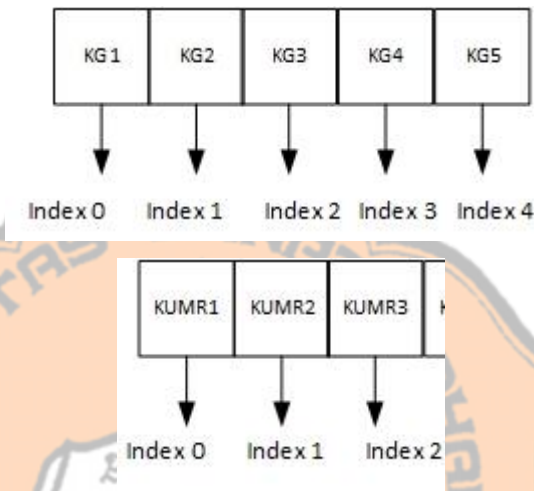 KG1 KG2 KG3 KG4 KG5
Index 0 Index 1 Index 2 Index 3 Index 4
KUMR1 KUMR2 KUMR3
Index 0 Index 1 Index 2